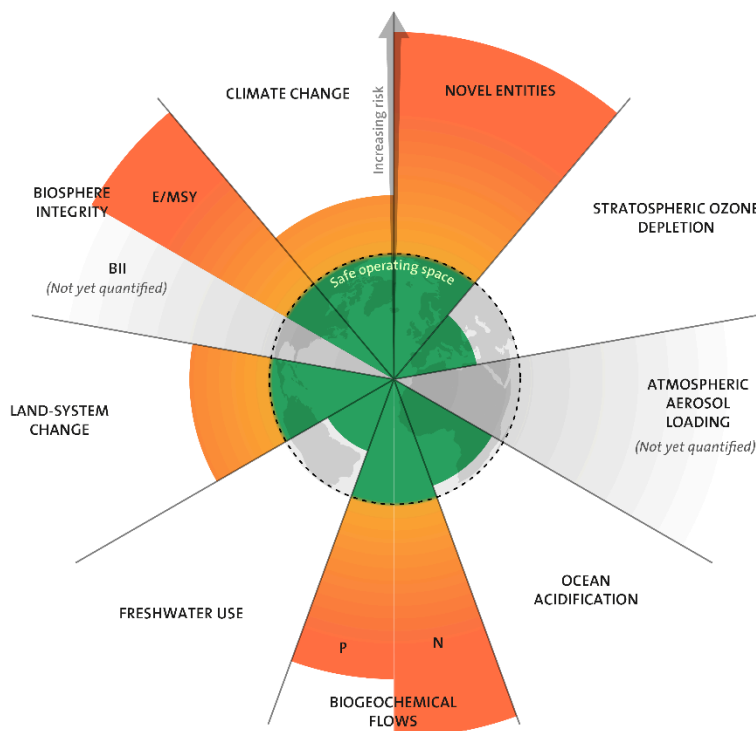 CLIMATE CHANGE
NOVEL ENTITIES
Increasing risk
BIOSPHERE
INTEGRITY
E/MSY
STRATOSPHERIC OZONE
DEPLETION
BII
(Not yet quantified)
Safe operating space
LAND-SYSTEM
CHANGE
ATMOSPHERIC
AEROSOL
LOADING
(Not yet quantified)
FRESHWATER USE
OCEAN
ACIDIFICATION
P
N
BIOGEOCHEMICAL
FLOWS